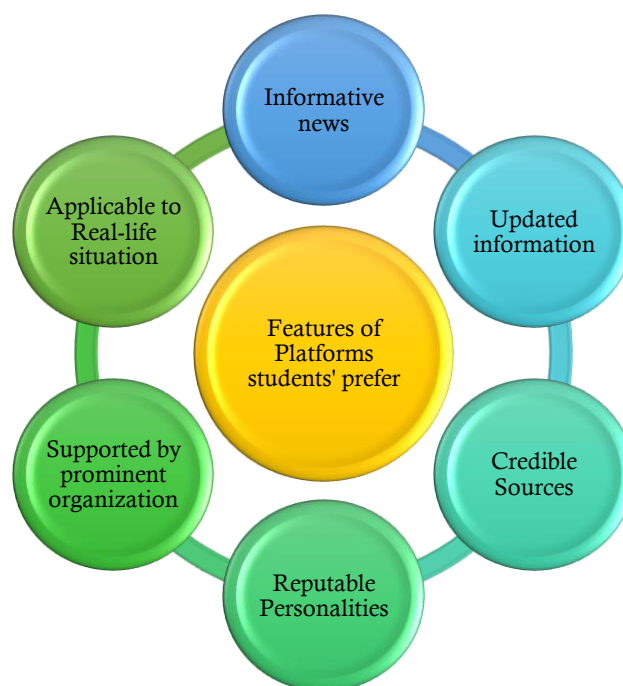 Informative
news
Updated
information
Credible
Sources
Reputable
Personalities
Supported by
prominent
organization
Applicable to
Real-life
situation
Features of
Platforms
students' prefer